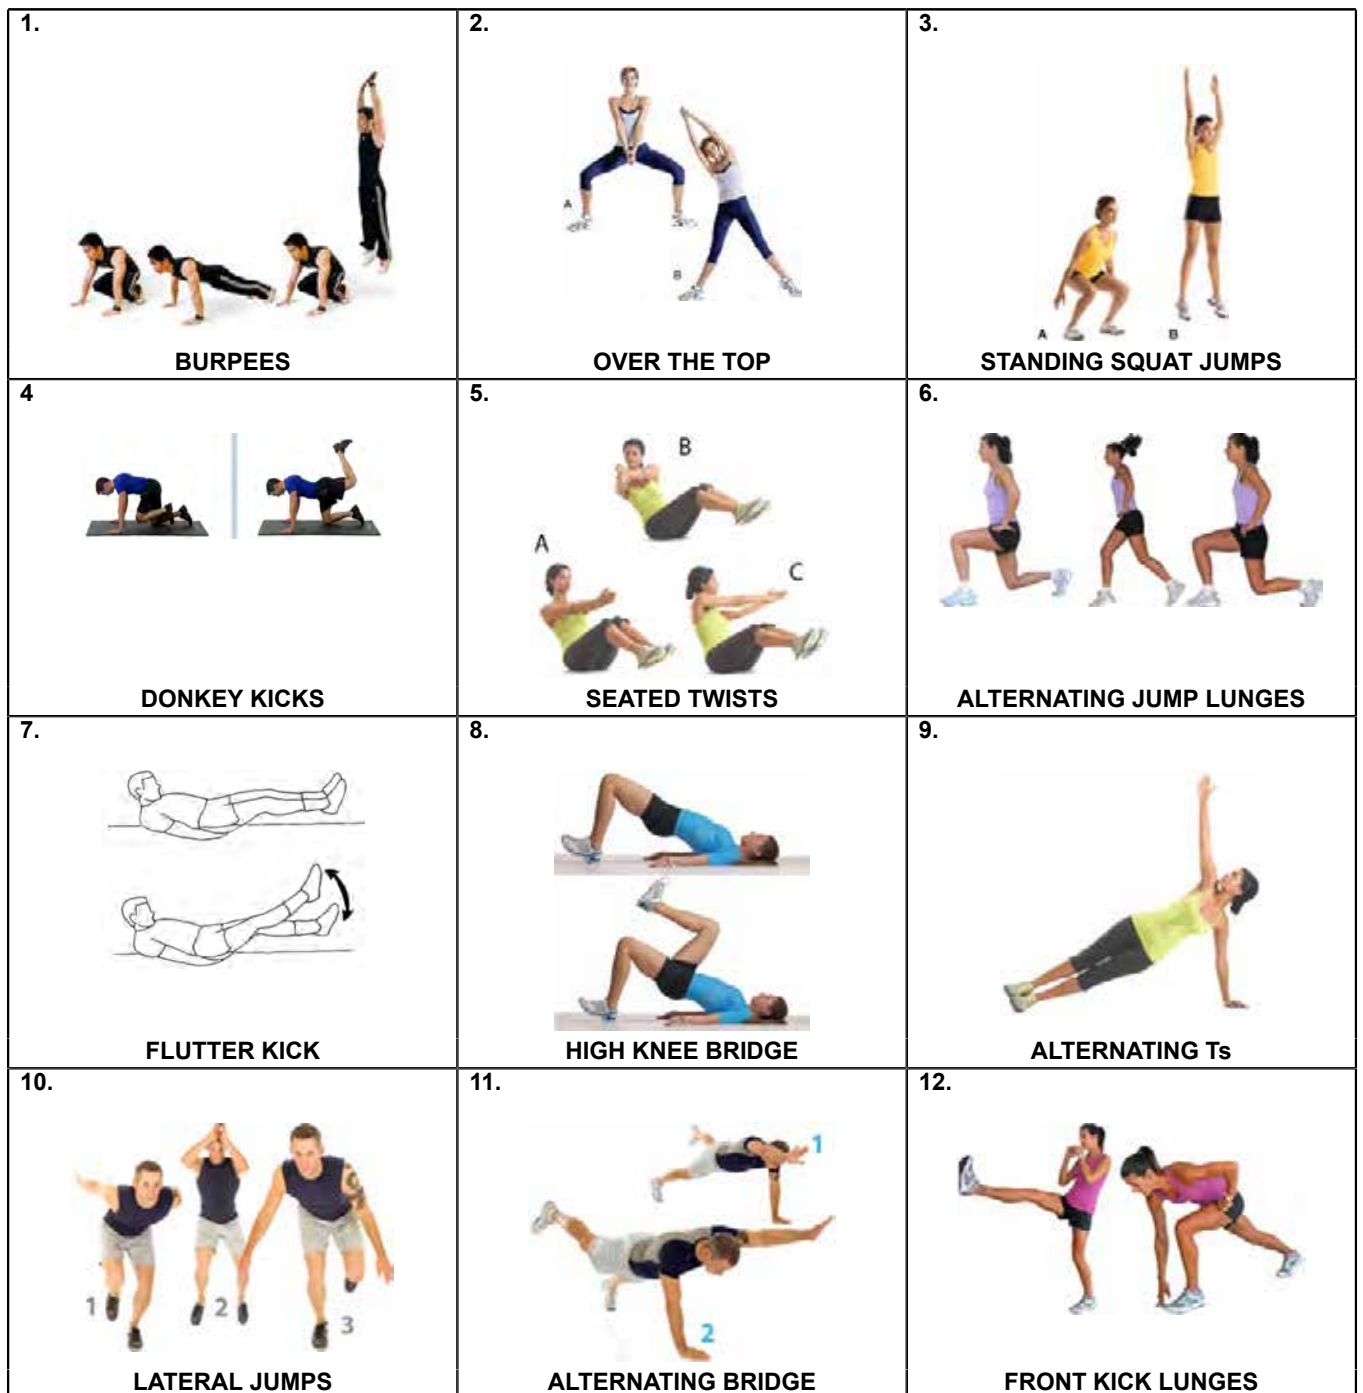 1.
BURPEES
2.
A
B
OVER THE TOP
3.
A
B
STANDING SQUAT JUMPS
4
DONKEY KICKS
5.
B
A
C
SEATED TWISTS
6.
ALTERNATING JUMP LUNGES
7.
FLUTTER KICK
8.
HIGH KNEE BRIDGE
9.
ALTERNATING Ts
10.
1
2
3
LATERAL JUMPS
11.
1
2
ALTERNATING BRIDGE
12.
FRONT KICK LUNGES